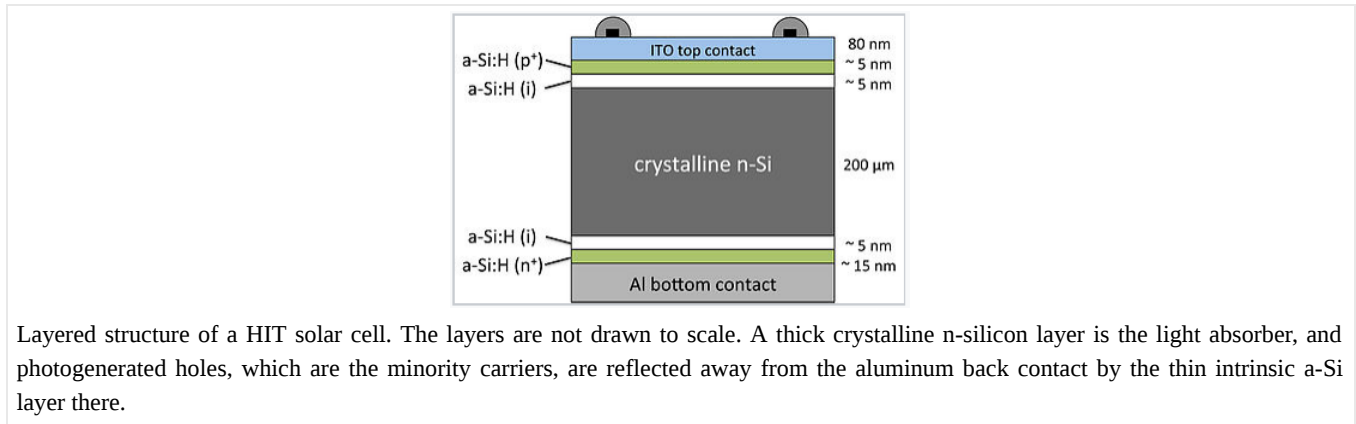 ITO top contact
80 nm
a-Si:H (p⁺)
~ 5 nm
a-Si:H (i)
~ 5 nm
crystalline n-Si
200 µm
a-Si:H (i)
~ 5 nm
a-Si:H (n⁺)
~ 15 nm
Al bottom contact
Layered structure of a HIT solar cell. The layers are not drawn to scale. A thick crystalline n-silicon layer is the light absorber, and
photogenerated holes, which are the minority carriers, are reflected away from the aluminum back contact by the thin intrinsic a-Si
layer there.